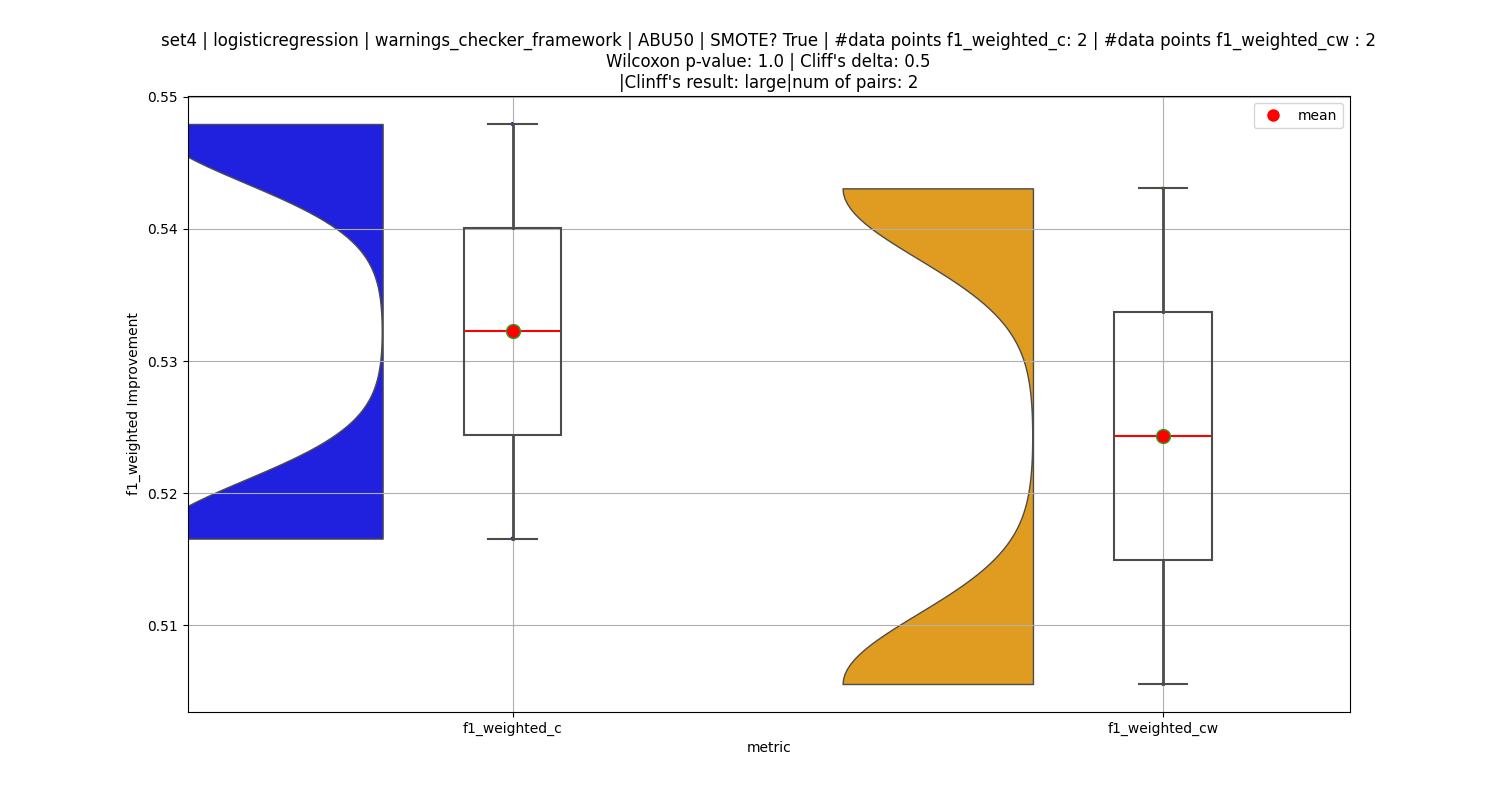 set4 | logisticregression | warnings_checker_framework | ABU50 | SMOTE? True | #data points f1_weighted_c: 2 | #data points f1_weighted_cw : 2
Wilcoxon p-value: 1.0 | Cliff's delta: 0.5
|Clinff's result: large|num of pairs: 2
mean
0.55
0.54
0.53
0.52
0.51
f1_weighted Improvement
f1_weighted_c
f1_weighted_cw
metric